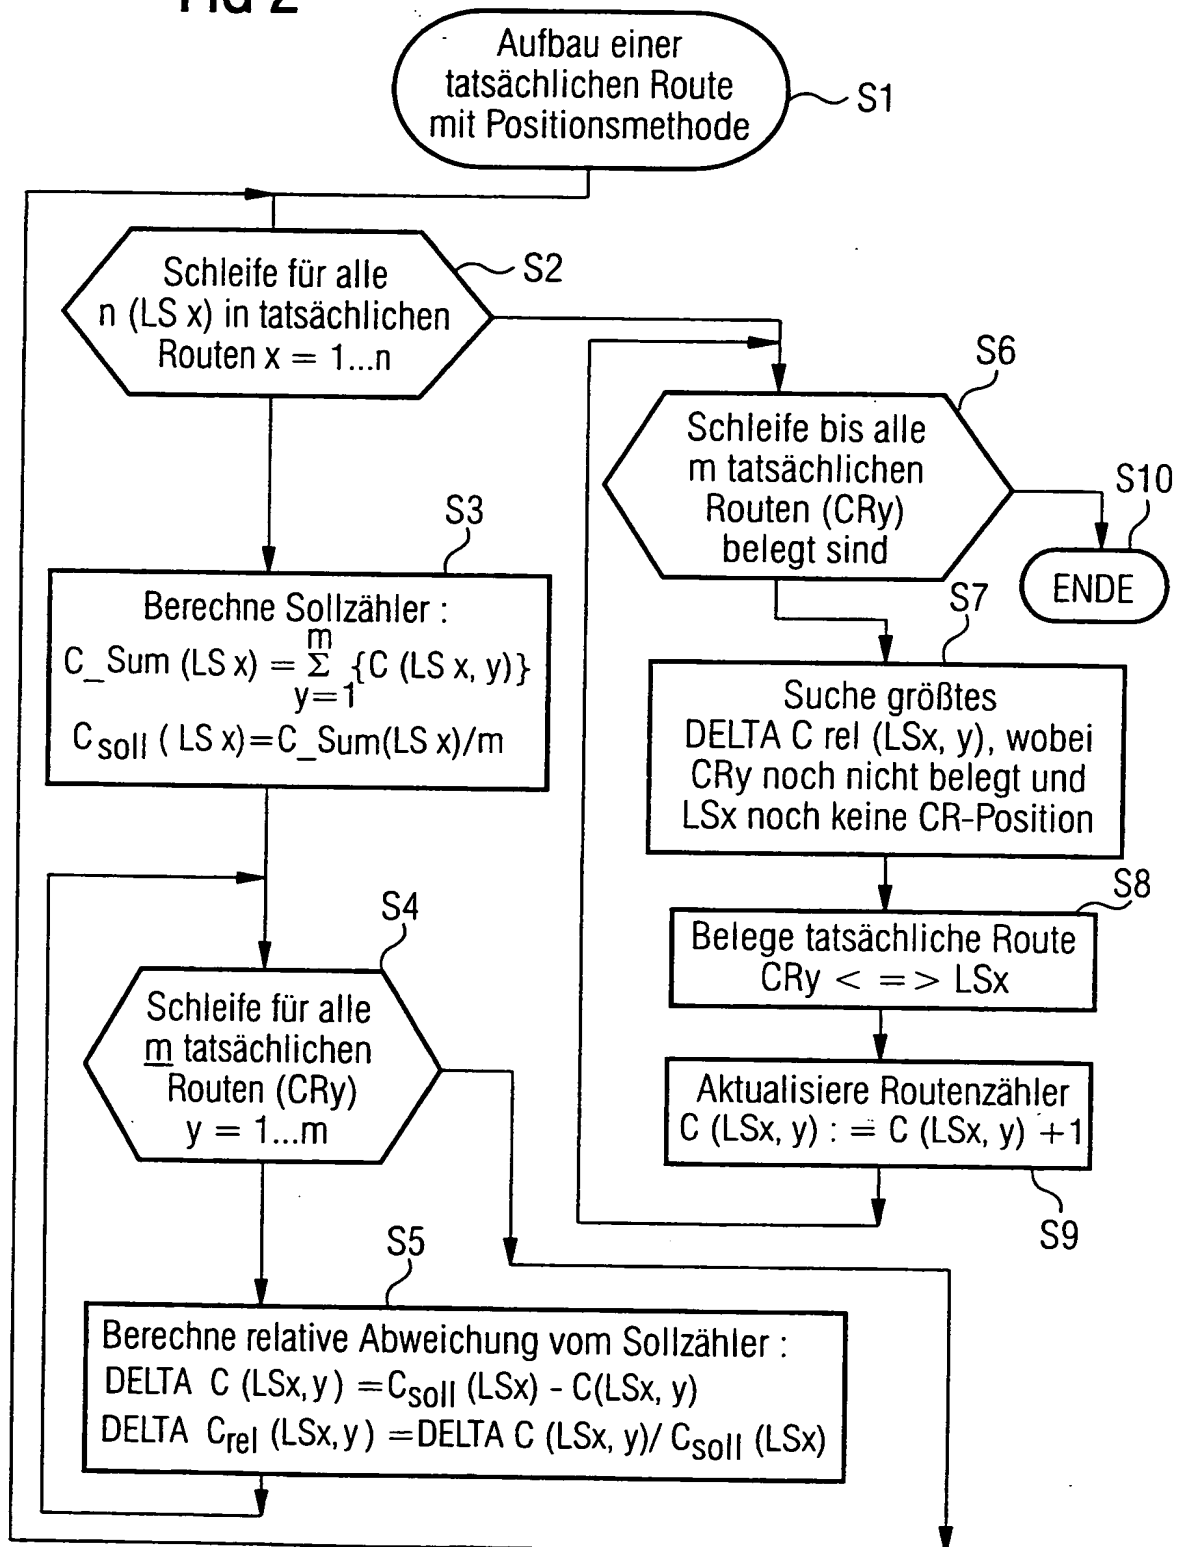 FIG 2
Aufbau einer
tatsächlichen Route
mit Positionsmethode
S1
Schleife für alle
n (LS x) in tatsächlichen
Routen x = 1...n
S2
S3
Berechne Sollzähler :
C_Sum (LS x) = m Σ y=1 {C (LS x, y)}
Csoll ( LS x)=C_Sum(LS x)/m
S4
Schleife für alle
m tatsächlichen
Routen (CRy)
y = 1...m
S5
Berechne relative Abweichung vom Sollzähler :
DELTA C (LSx, y) =Csoll (LSx) - C(LSx, y)
DELTA Crel (LSx,y) =DELTA C (LSx, y)/ Csoll (LSx)
S6
Schleife bis alle
m tatsächlichen
Routen (CRy)
belegt sind
S10
ENDE
S7
Suche größtes
DELTA C rel (LSx, y), wobei
CRy noch nicht belegt und
LSx noch keine CR-Position
S8
Belege tatsächliche Route
CRy < = > LSx
Aktualisiere Routenzähler
C (LSx, y) : = C (LSx, y) +1
S9